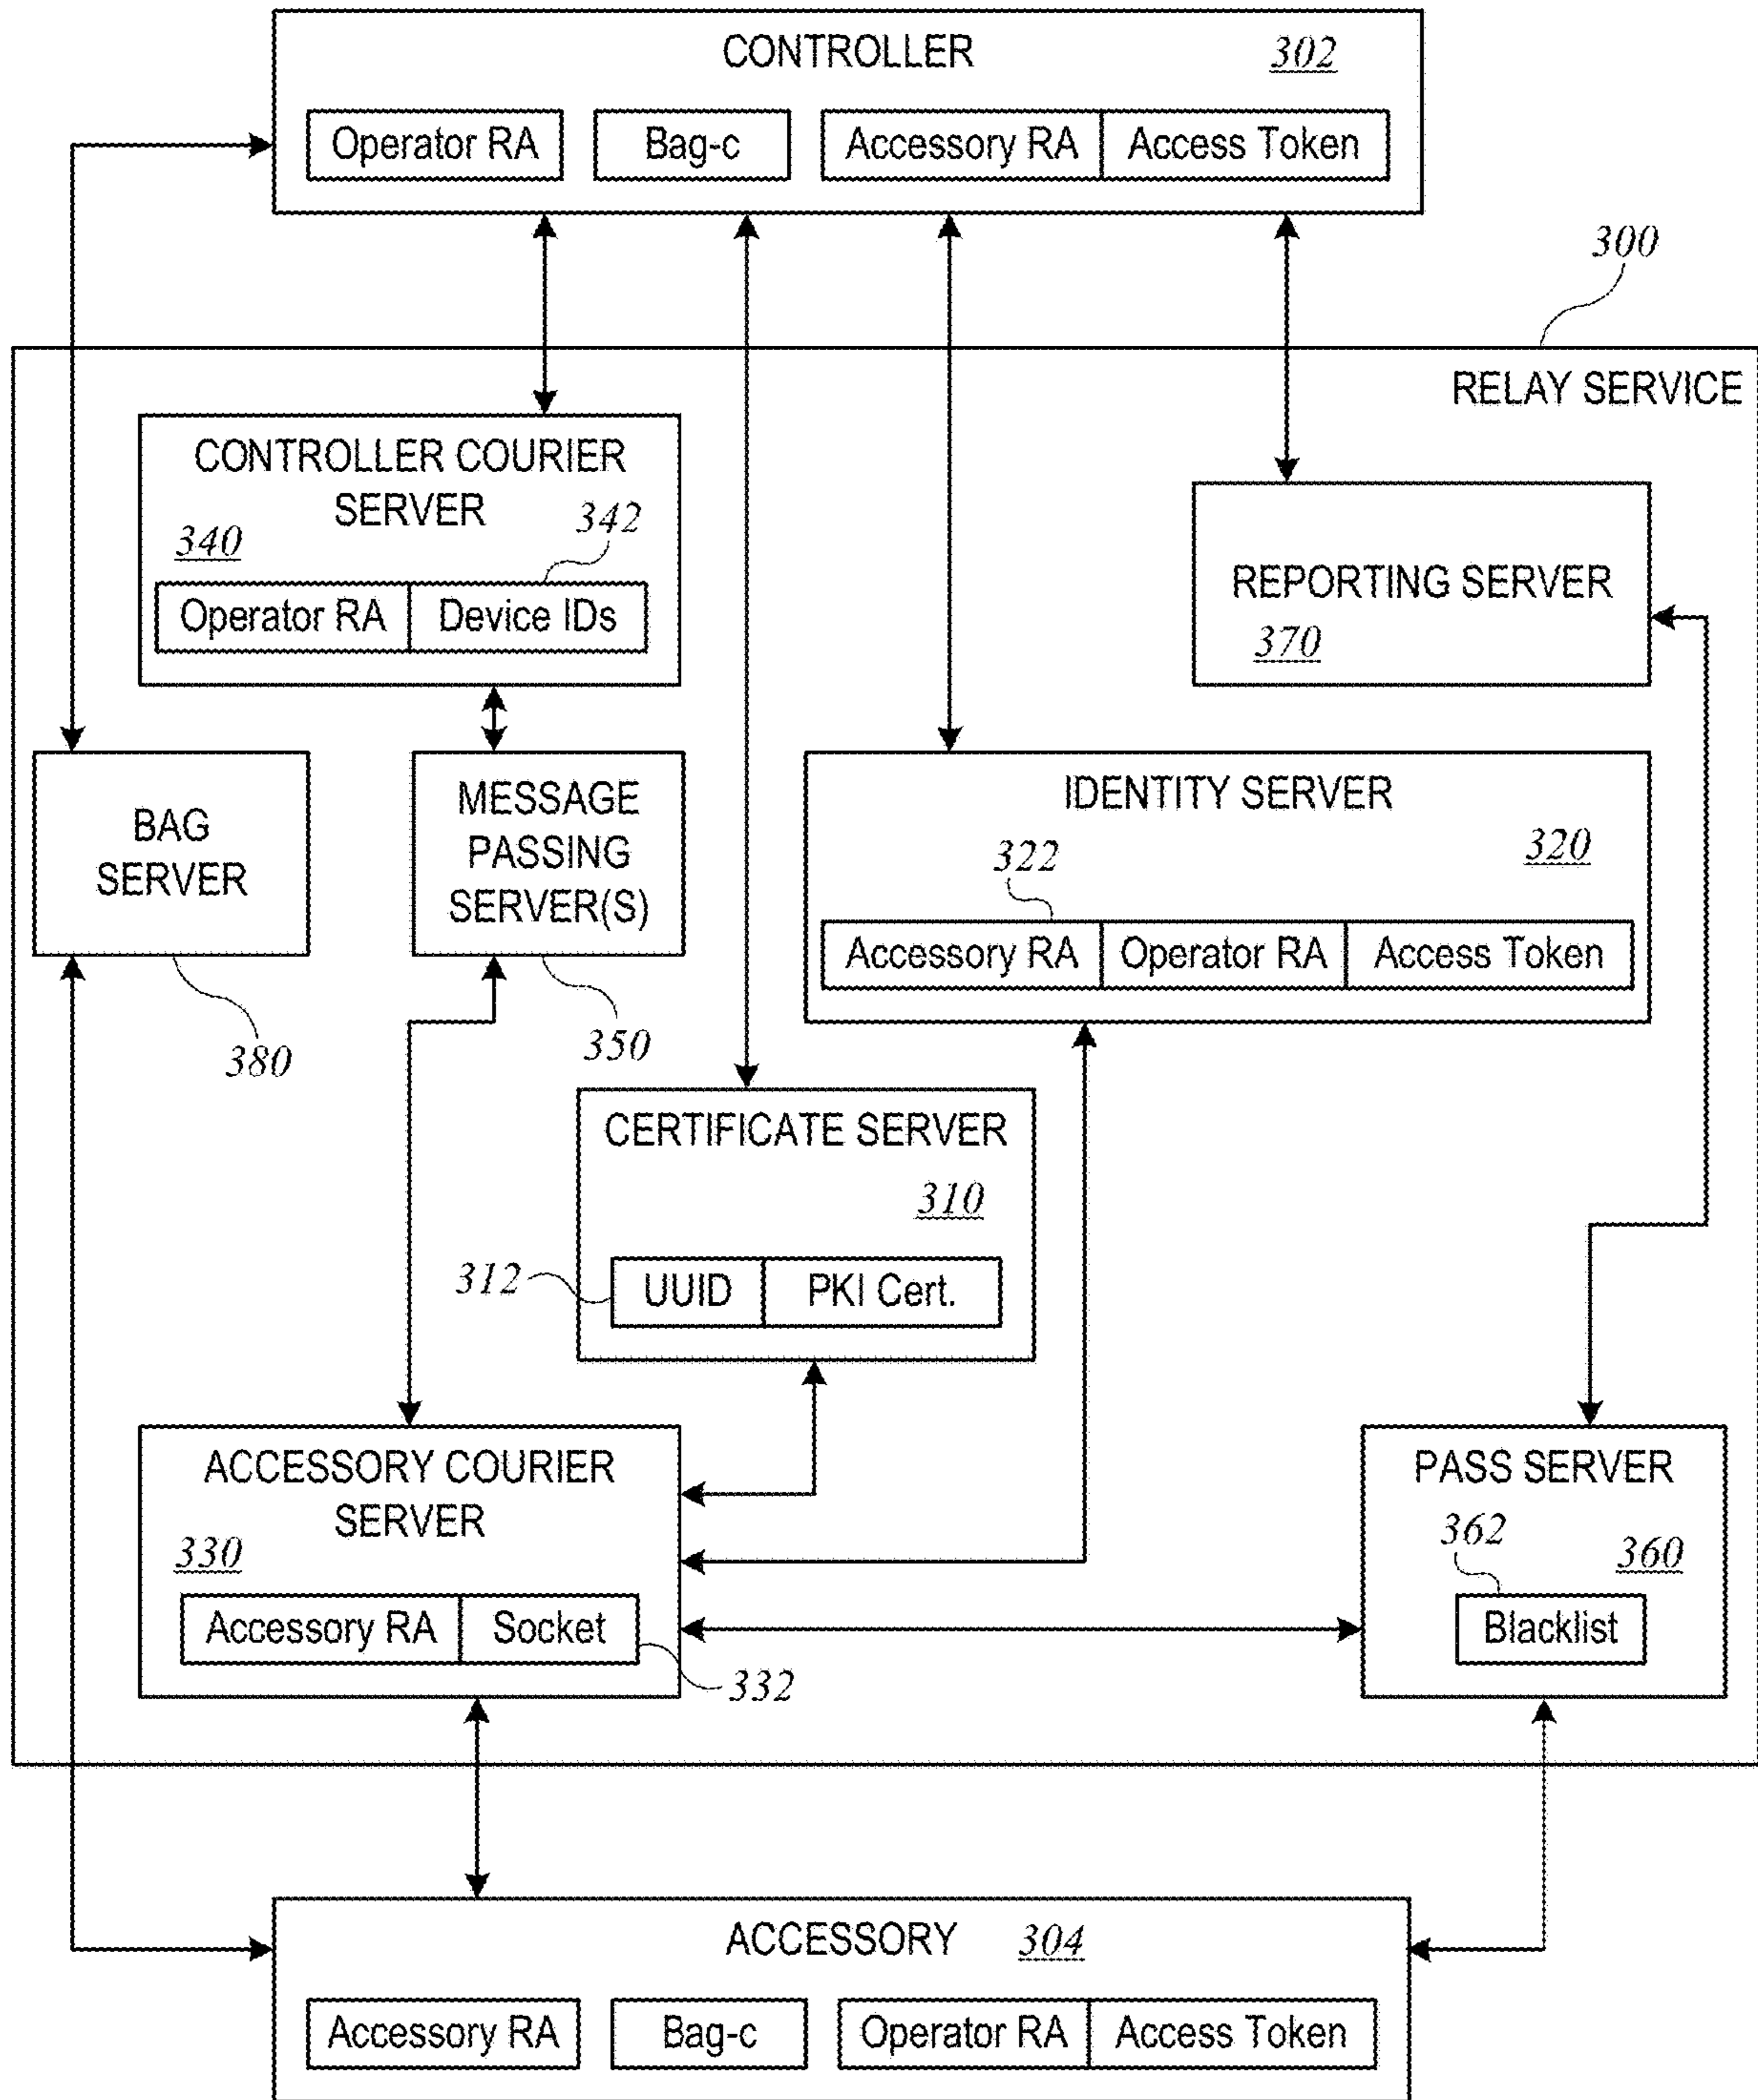 CONTROLLER 302
Operator RA Bag-c Accessory RA Access Token
300
RELAY SERVICE
CONTROLLER COURIER
SERVER
340 342
Operator RA Device IDs
REPORTING SERVER
370
BAG
SERVER
380
MESSAGE
PASSING
SERVER(S)
350
IDENTITY SERVER
320
322
Accessory RA Operator RA Access Token
CERTIFICATE SERVER
310
312 UUID PKI Cert.
ACCESSORY COURIER
SERVER
330
Accessory RA Socket
332
PASS SERVER
362 360
Blacklist
ACCESSORY 304
Accessory RA Bag-c Operator RA Access Token